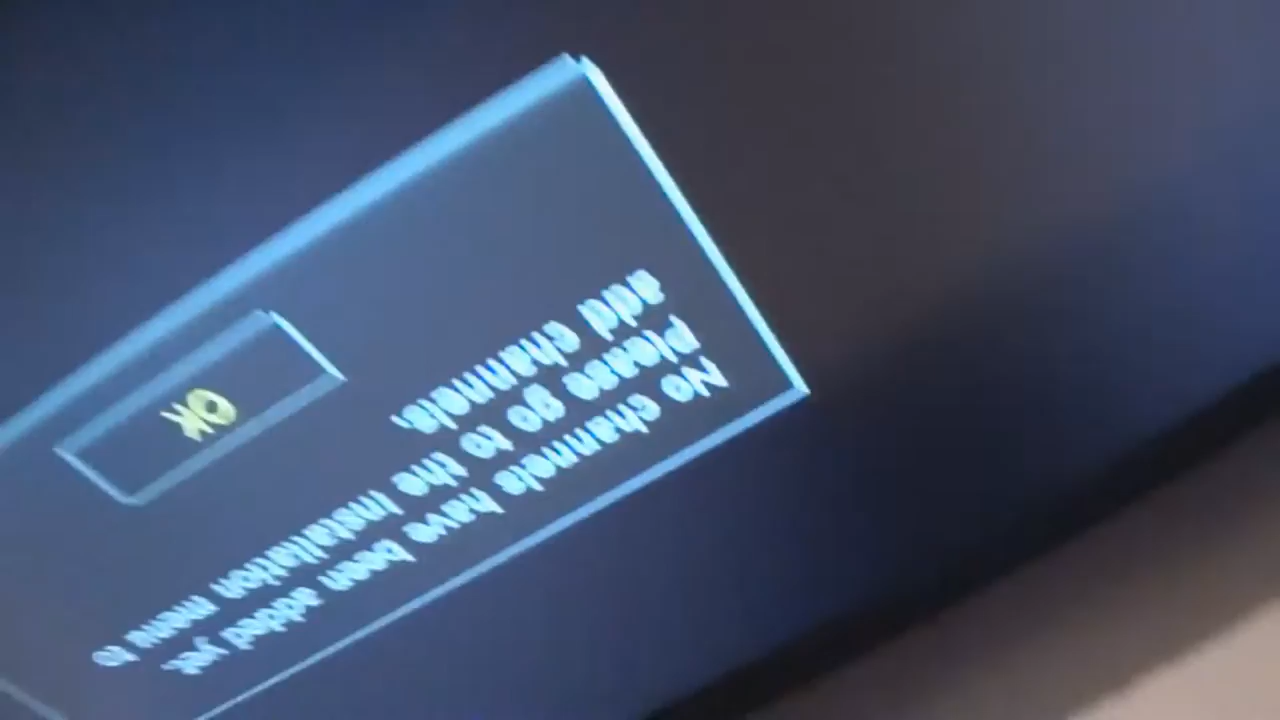 No channels have been added yet.
Please go to the installation menu to
add channels.
OK